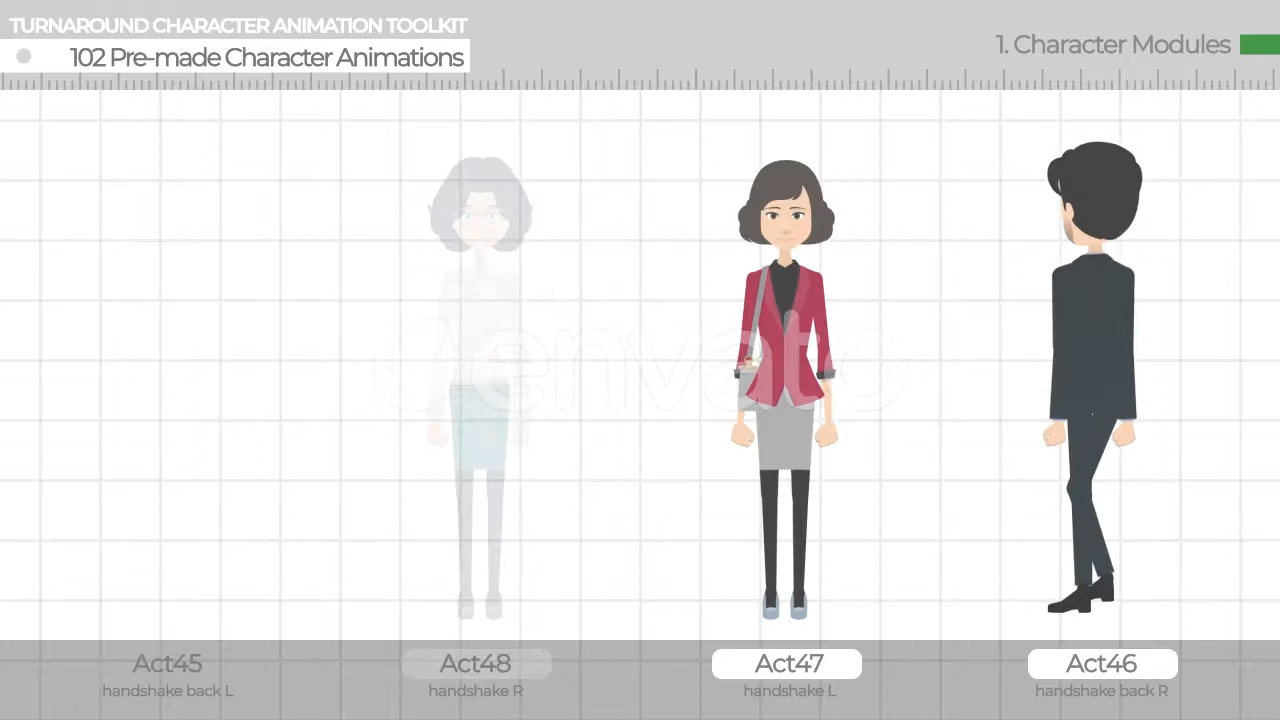 TURNAROUND CHARACTER ANIMATION TOOLKIT
102 Pre-made Character Animations
1. Character Modules
envato
Act45
handshake back L
Act48
handshake R
Act47
handshake L
Act46
handshake back R